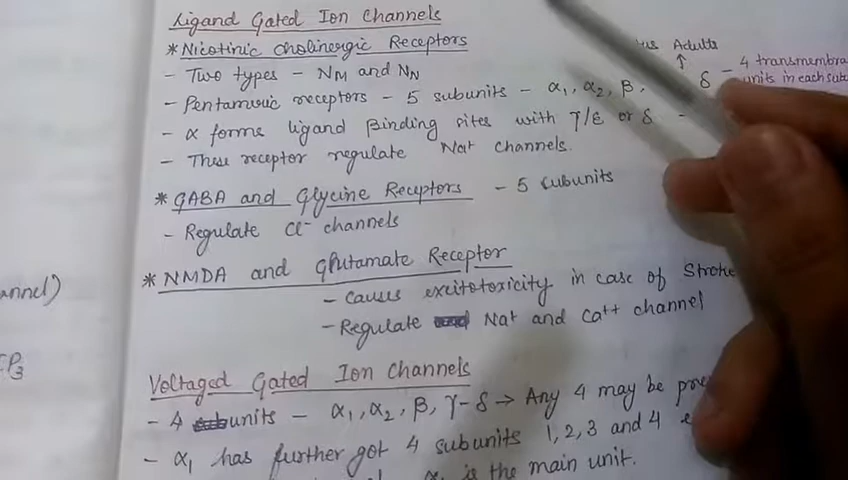 Ligand Gated Ion Channels
* Nicotinic cholinergic Receptors
- Two types - NM and NN
Adults
↑
- Pentameric receptors - 5 subunits - α1, α2, β, δ - 4 transmembra
units in each
- α forms ligand Binding sites with γ/ε or δ -
- These receptor regulate Na+ channels.
* GABA and Glycine Receptors - 5 subunits
- Regulate Cl- channels
* NMDA and Glutamate Receptor
- causes excitotoxicity in case of Stroke
annel)
- Regulate Na+ and Ca++ channel
P3
Voltaged Gated Ion Channels
- 4 units - α1, α2, β, γ-δ → Any 4 may be
- α1 has further got 4 subunits 1, 2, 3 and 4
is the main unit.